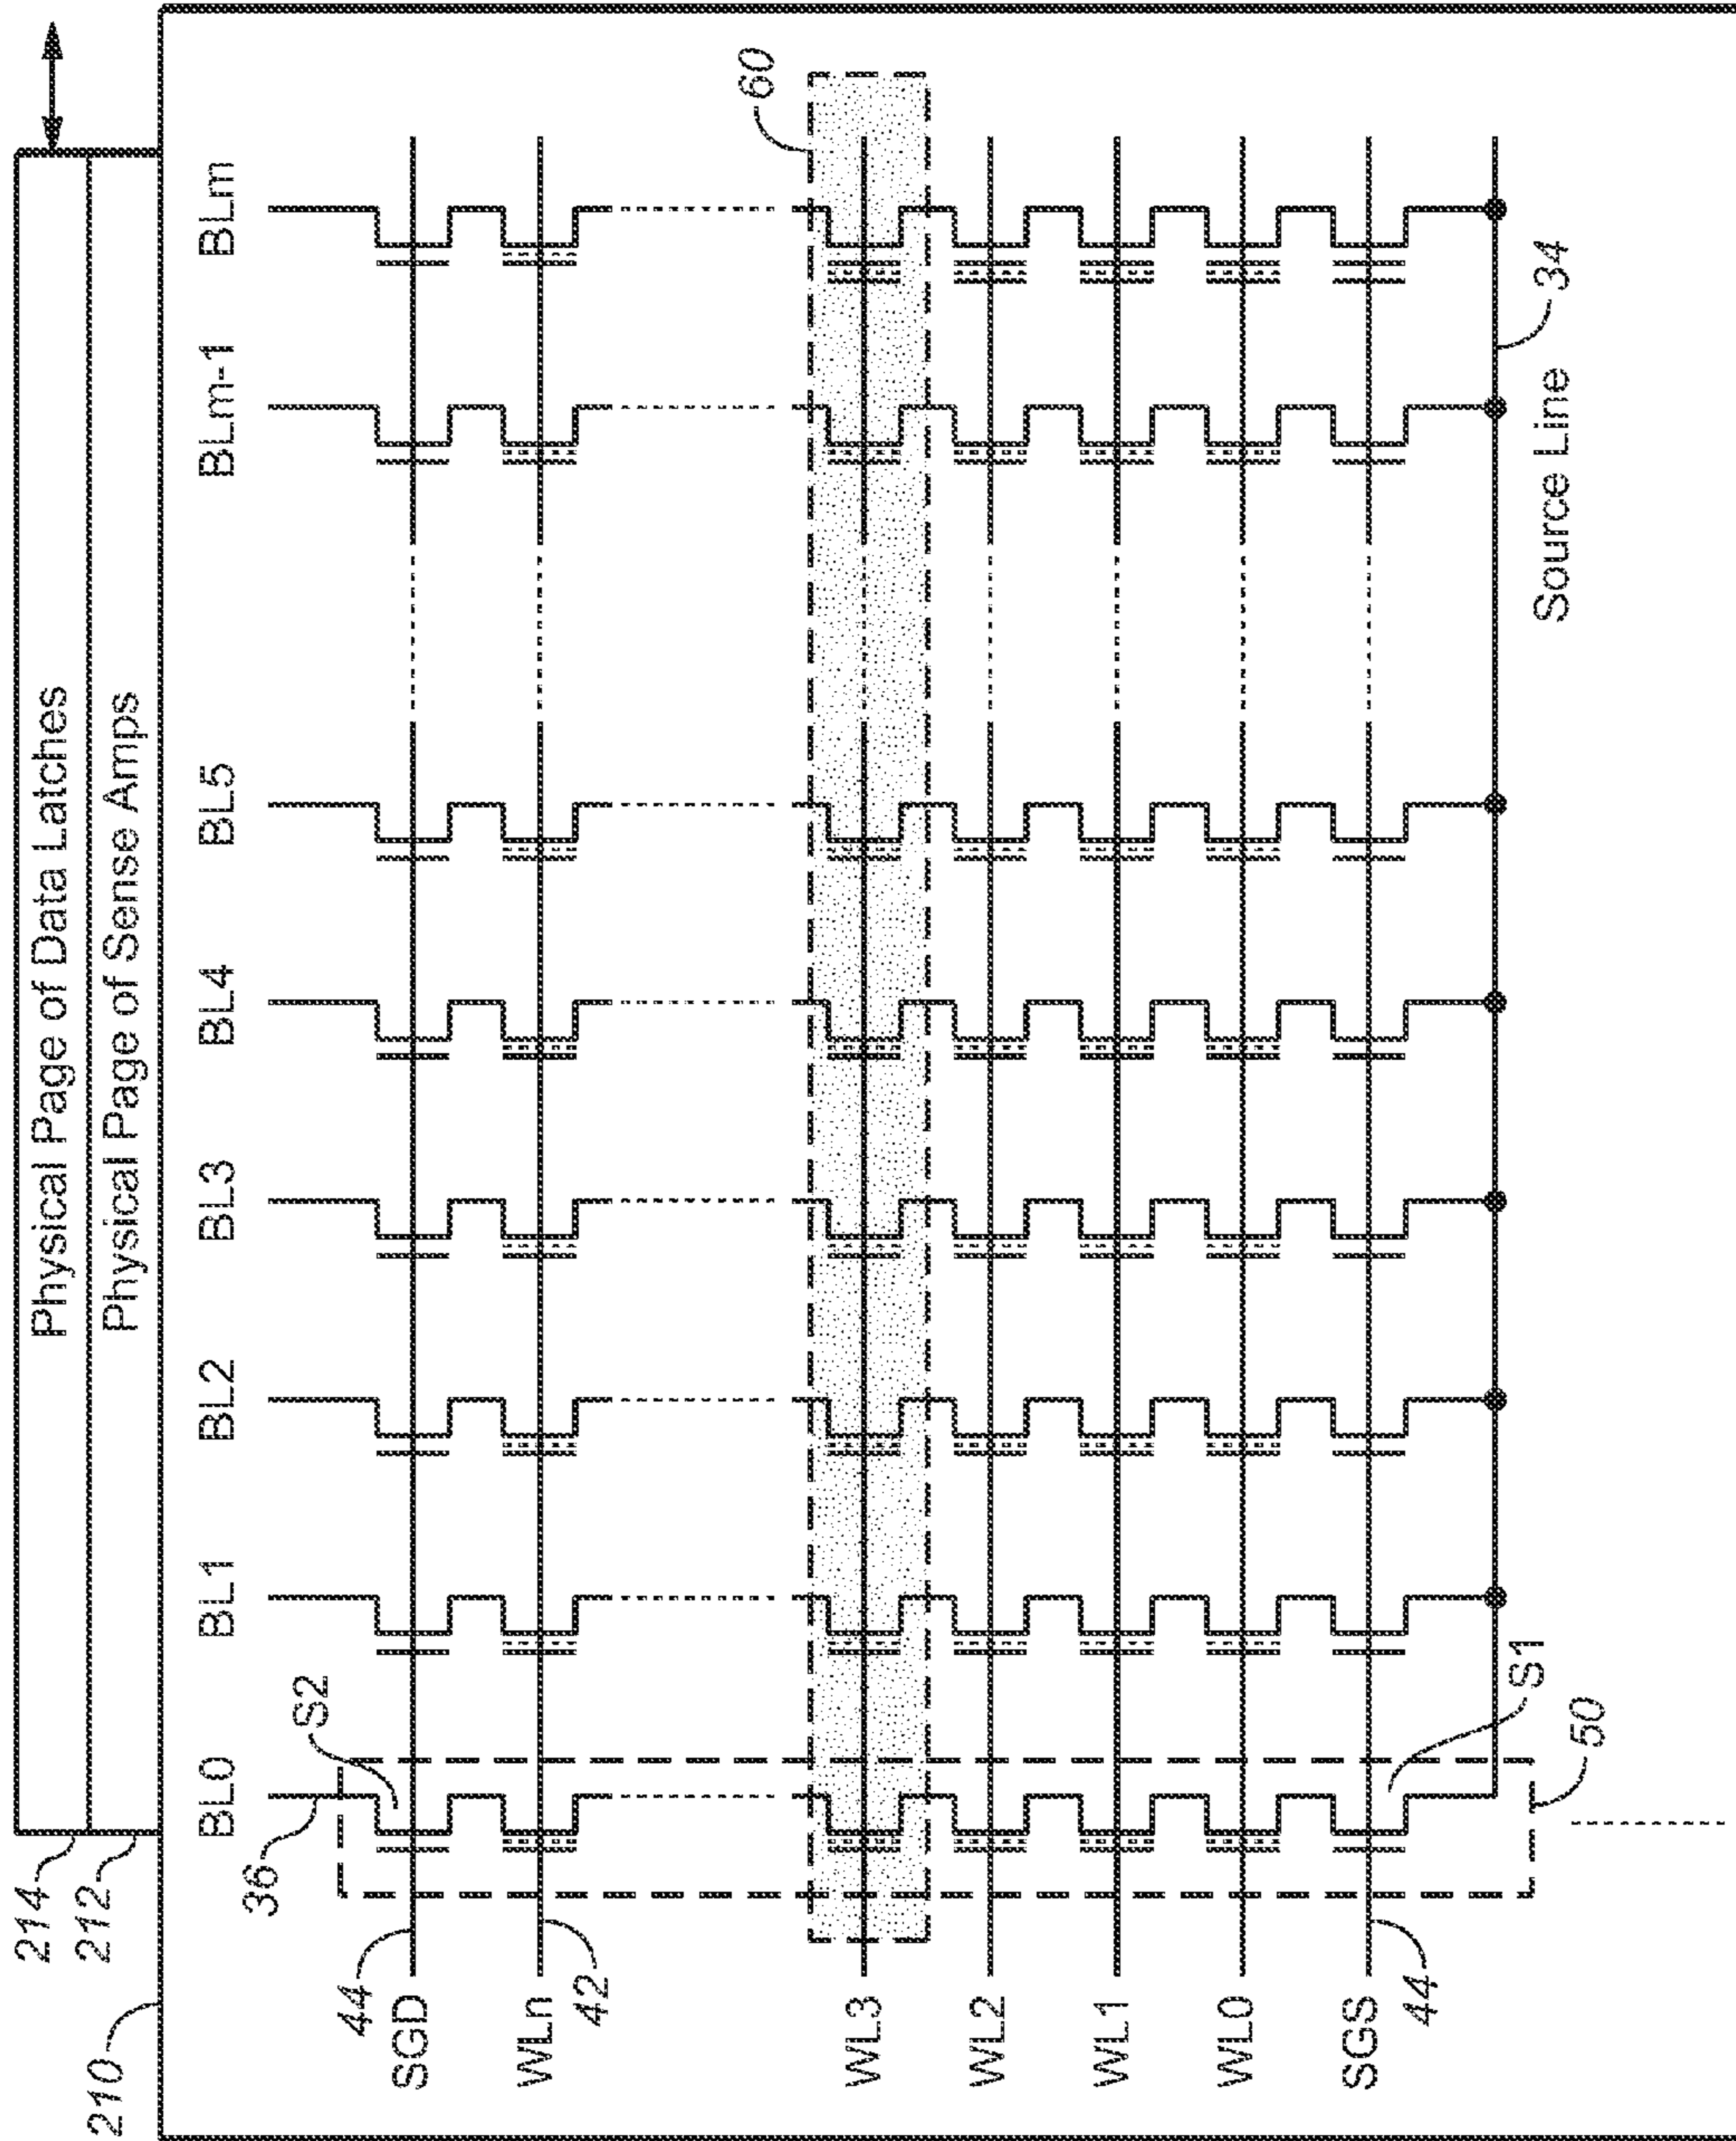 214
Physical Page of Data Latches
212
Physical Page of Sense Amps
210
BL0 BL1 BL2 BL3 BL4 BL5 BLm-1 BLm
36
S2
44
SGD
WLn
42
60
WL3
WL2
WL1
WL0
SGS
44
S1
50
Source Line
34